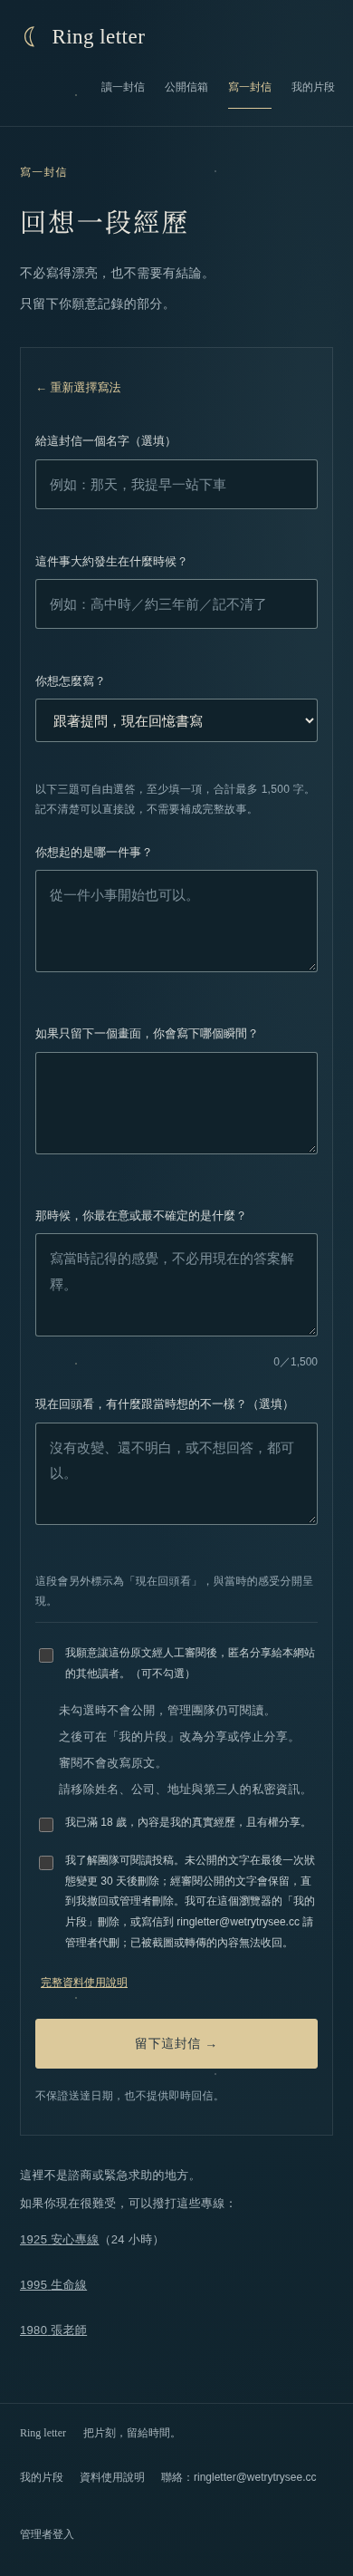 Ring letter
讀一封信 公開信箱 寫一封信 我的片段
寫一封信
回想一段經歷
不必寫得漂亮，也不需要有結論。
只留下你願意記錄的部分。
← 重新選擇寫法
給這封信一個名字（選填）
例如：那天，我提早一站下車
這件事大約發生在什麼時候？
例如：高中時／約三年前／記不清了
你想怎麼寫？
跟著提問，現在回憶書寫
以下三題可自由選答，至少填一項，合計最多 1,500 字。
記不清楚可以直接說，不需要補成完整故事。
你想起的是哪一件事？
從一件小事開始也可以。
如果只留下一個畫面，你會寫下哪個瞬間？
那時候，你最在意或最不確定的是什麼？
寫當時記得的感覺，不必用現在的答案解
釋。
0／1,500
現在回頭看，有什麼跟當時想的不一樣？（選填）
沒有改變、還不明白，或不想回答，都可
以。
這段會另外標示為「現在回頭看」，與當時的感受分開呈
現。
我願意讓這份原文經人工審閱後，匿名分享給本網站
的其他讀者。（可不勾選）
未勾選時不會公開，管理團隊仍可閱讀。
之後可在「我的片段」改為分享或停止分享。
審閱不會改寫原文。
請移除姓名、公司、地址與第三人的私密資訊。
我已滿 18 歲，內容是我的真實經歷，且有權分享。
我了解團隊可閱讀投稿。未公開的文字在最後一次狀
態變更 30 天後刪除；經審閱公開的文字會保留，直
到我撤回或管理者刪除。我可在這個瀏覽器的「我的
片段」刪除，或寫信到 ringletter@wetrytrysee.cc 請
管理者代刪；已被截圖或轉傳的內容無法收回。
完整資料使用說明
留下這封信 →
不保證送達日期，也不提供即時回信。
這裡不是諮商或緊急求助的地方。
如果你現在很難受，可以撥打這些專線：
1925 安心專線（24 小時）
1995 生命線
1980 張老師
Ring letter 把片刻，留給時間。
我的片段 資料使用說明 聯絡：ringletter@wetrytrysee.cc
管理者登入